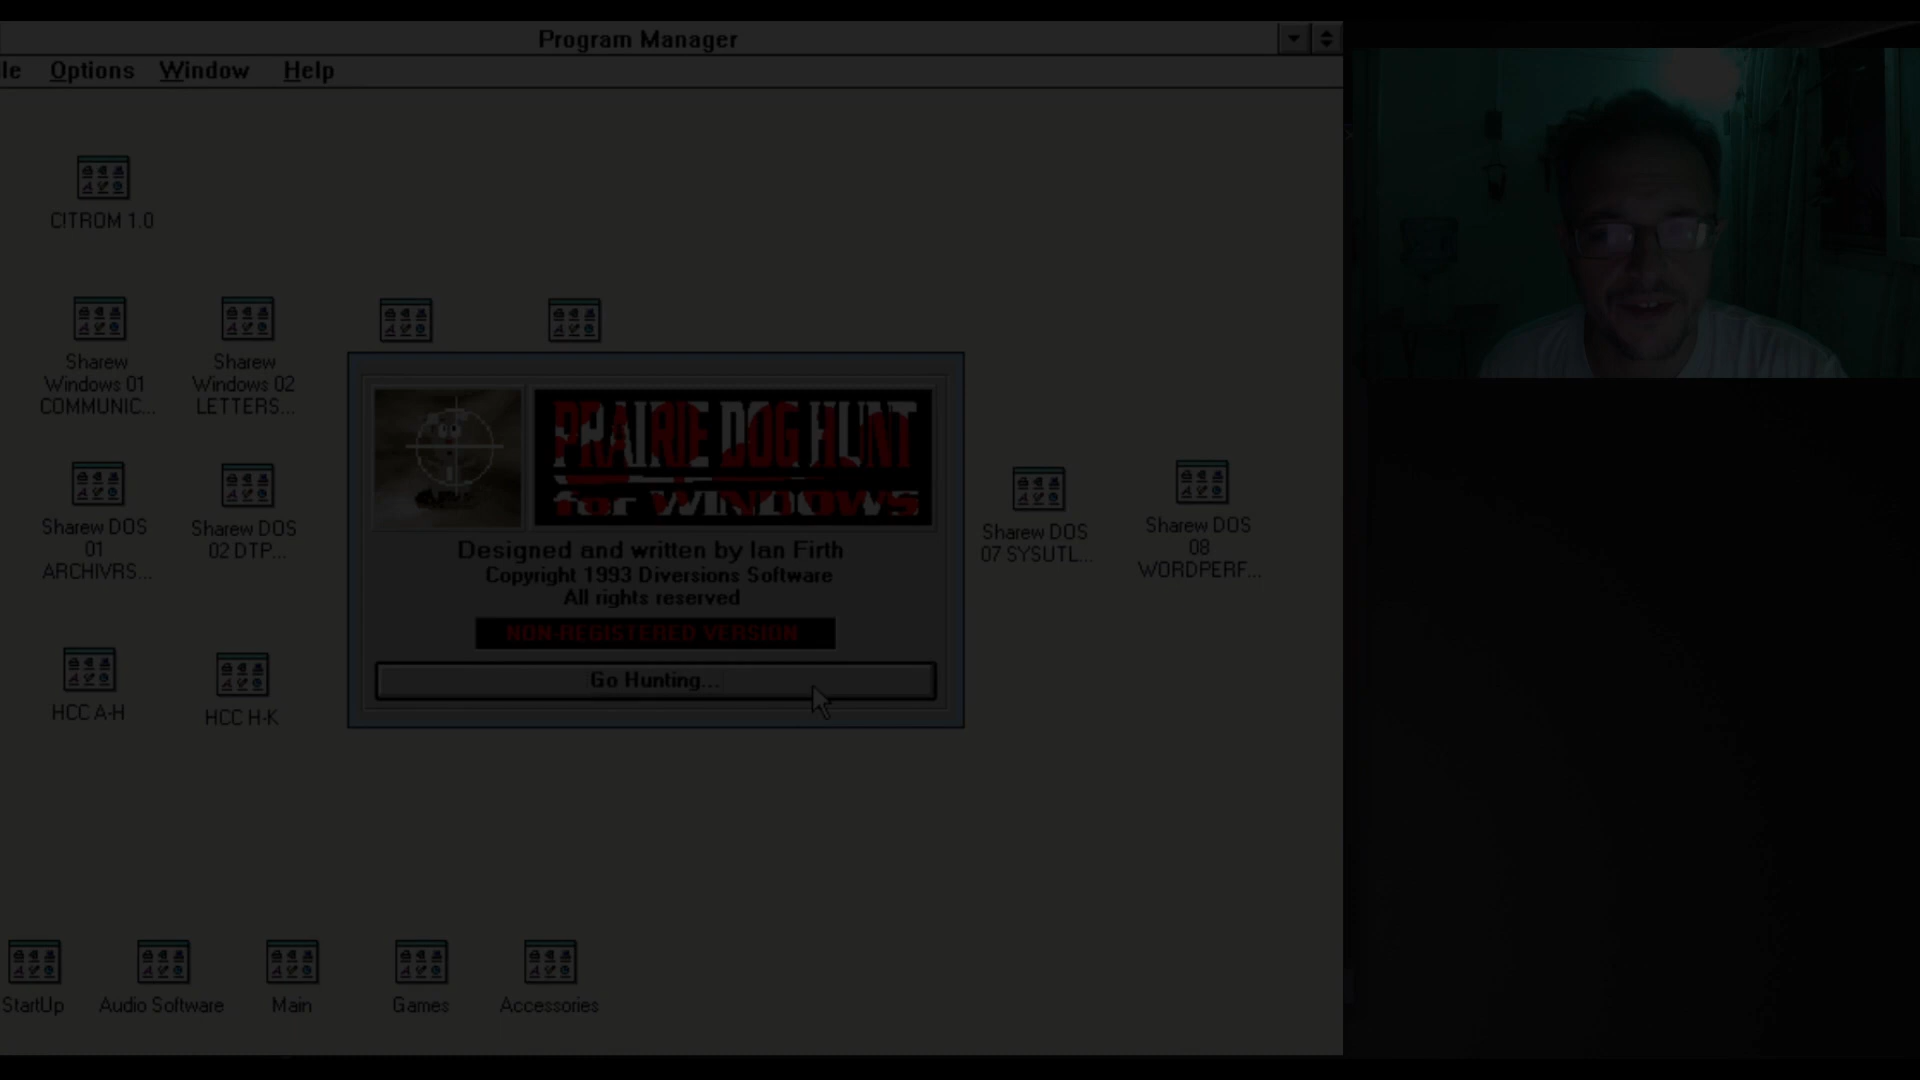 Program Manager
le Options Window Help
C!TROM 1.0
Sharew
Windows 01
COMMUNIC...
Sharew
Windows 02
LETTERS...
PRAIRIE DOG HUNT
for WINDOWS
Designed and written by Ian Firth
Copyright 1993 Diversions Software
All rights reserved
NON-REGISTERED VERSION
Go Hunting...
Sharew DOS
01
ARCHIVRS...
Sharew DOS
02 DTP...
Sharew DOS
07 SYSUTL...
Sharew DOS
08
WORDPERF...
HCC A-H
HCC H-K
StartUp
Audio Software
Main
Games
Accessories